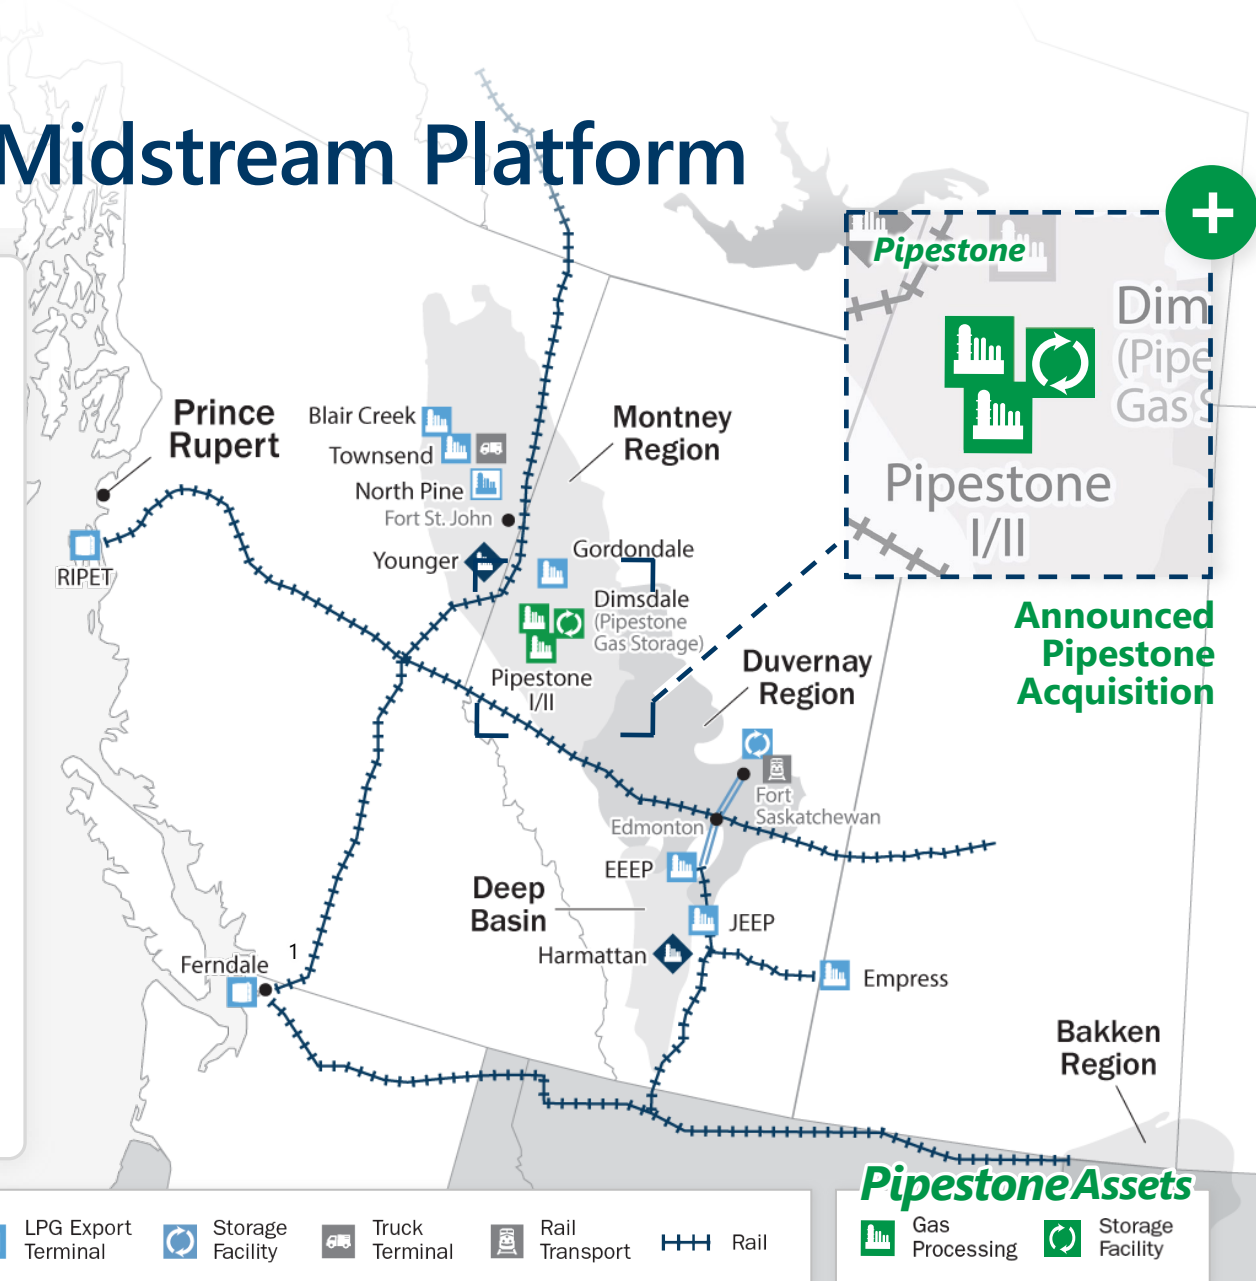 Midstream Platform
Pipestone
Dim
(Pipe
Gas S
Pipestone
I/II
Announced
Pipestone
Acquisition
Prince
Rupert
RIPET
Blair Creek
Townsend
North Pine
Fort St. John
Younger
Montney
Region
Gordondale
Dimsdale
(Pipestone
Gas Storage)
Pipestone
I/II
Duvernay
Region
Fort
Saskatchewan
Edmonton
EEEP
Deep
Basin
JEEP
Harmattan
Empress
1
Ferndale
Bakken
Region
LPG Export
Terminal
Storage
Facility
Truck
Terminal
Rail
Transport
Rail
Pipestone Assets
Gas
Processing
Storage
Facility